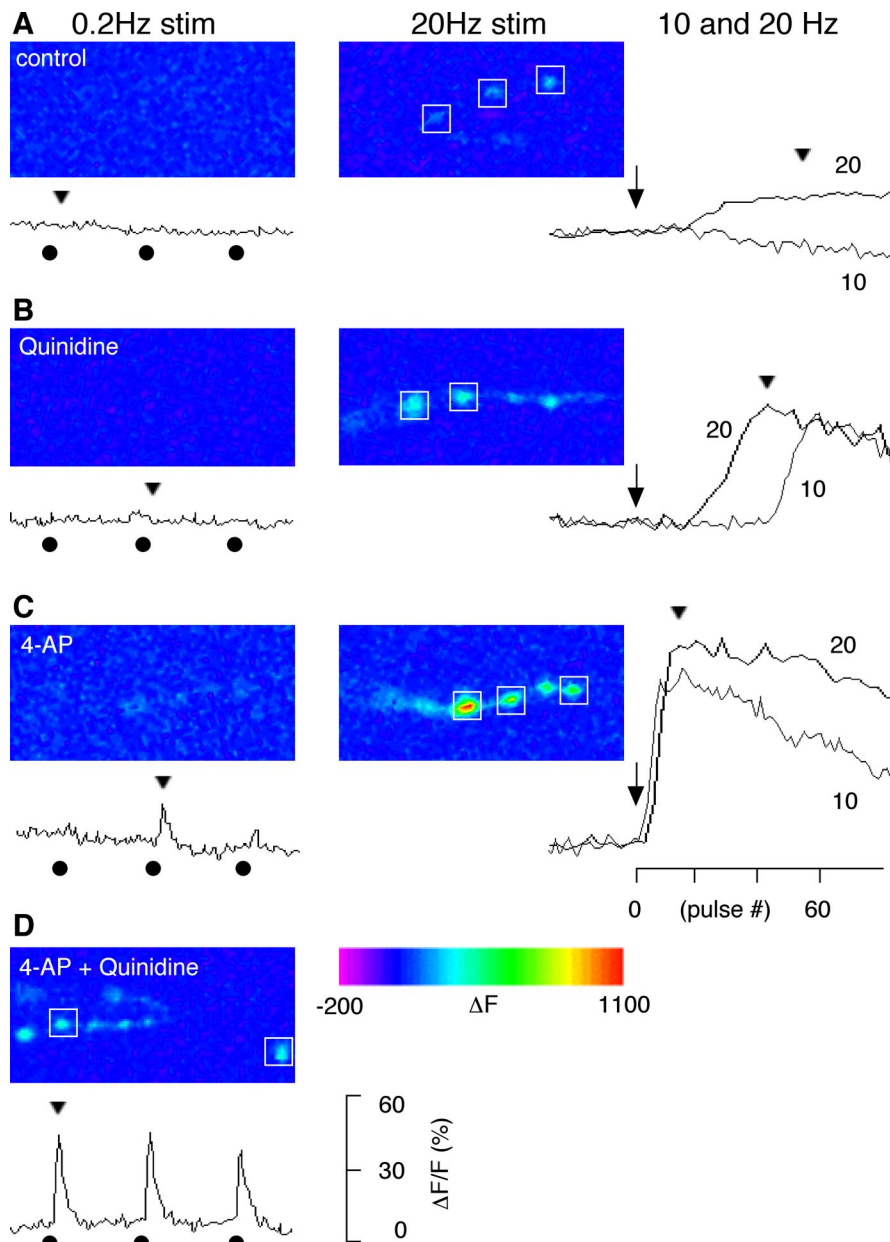 A 0.2Hz stim 20Hz stim 10 and 20 Hz
control
20
10
B
Quinidine
20
10
C
4-AP
20
10
0 (pulse #) 60
D
4-AP + Quinidine
-200 ΔF 1100
60
30
0
ΔF/F (%)